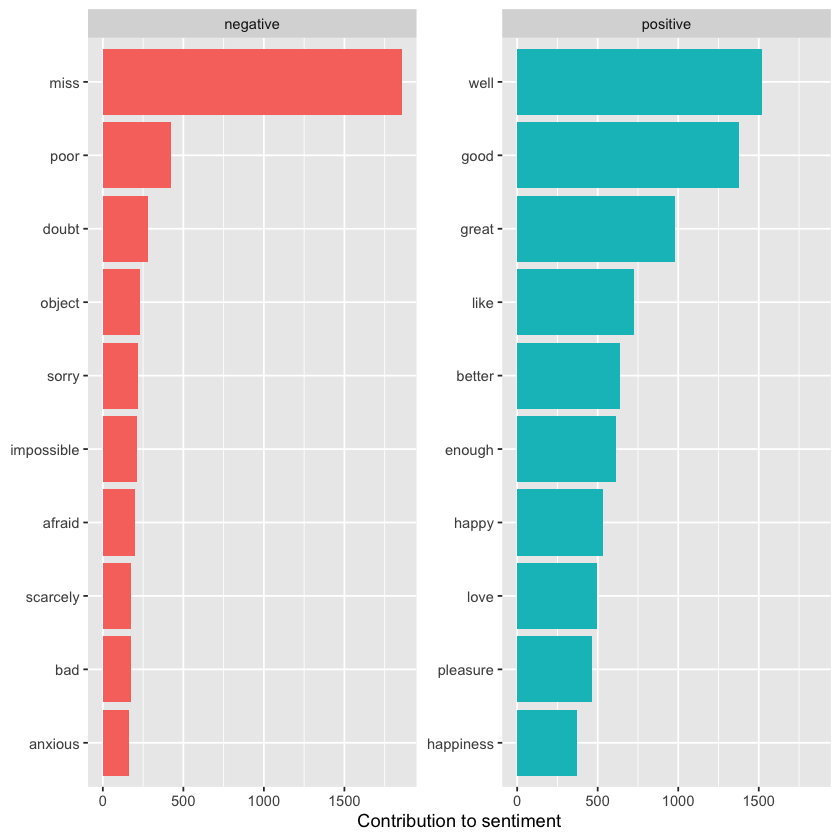 negative
miss
poor
doubt
object
sorry
impossible
afraid
scarcely
bad
anxious
0 500 1000 1500
positive
well
good
great
like
better
enough
happy
love
pleasure
happiness
0 500 1000 1500
Contribution to sentiment